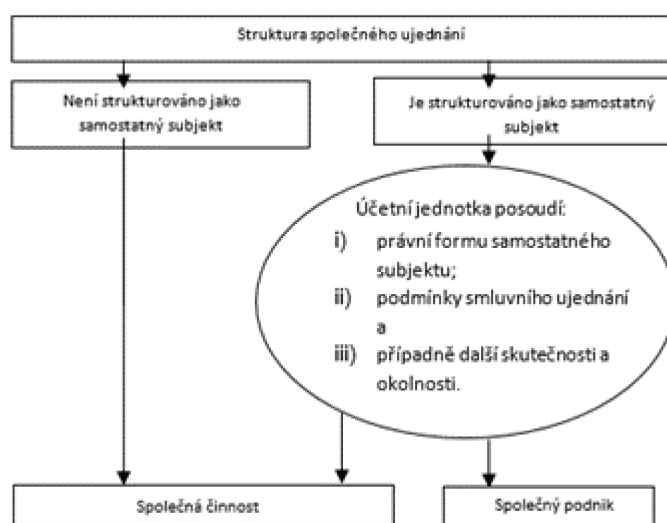 Struktura společného ujednání
Není strukturováno jako
samostatný subjekt
Je strukturováno jako samostatný
subjekt
Účetní jednotka posoudí:
i) právní formu samostatného
subjektu;
ii) podmínky smluvního ujednání
a
iii) případně další skutečnosti a
okolnosti.
Společná činnost
Společný podnik